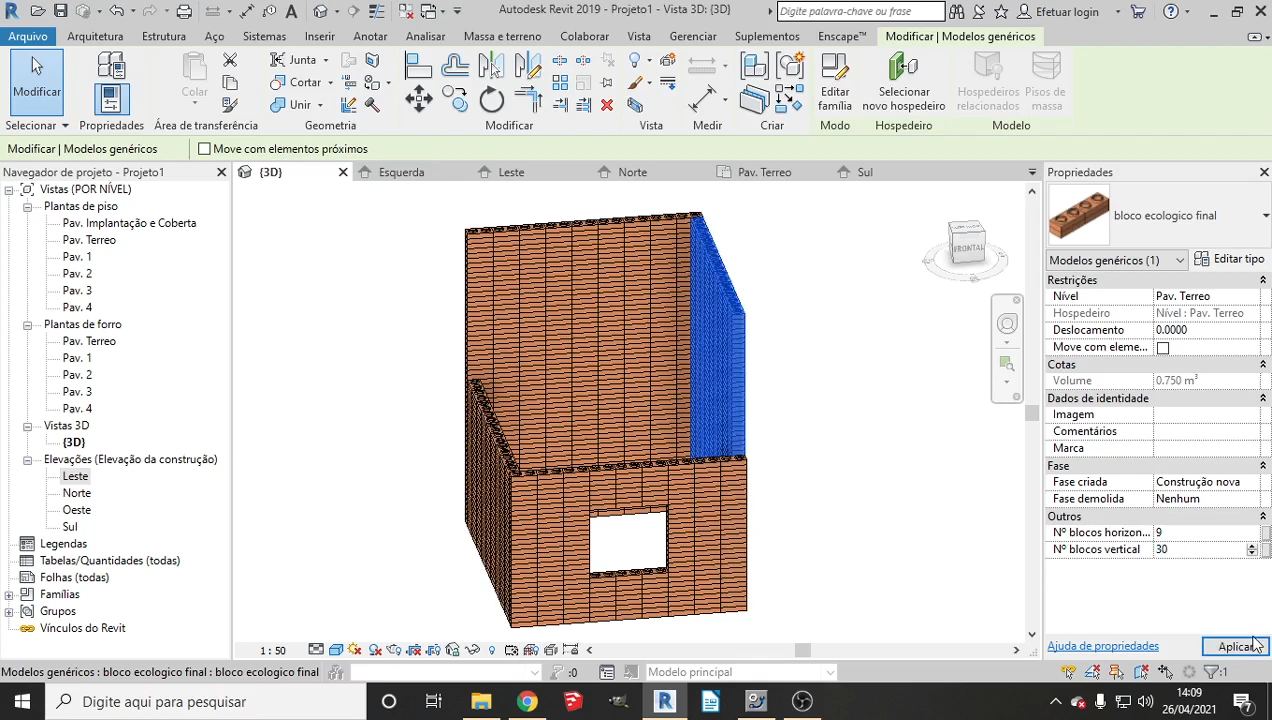 Autodesk Revit 2019 - Projeto1 - Vista 3D: {3D}
Digite palavra-chave ou frase
Efetuar login
Arquivo
Arquitetura
Estrutura
Aço
Sistemas
Inserir
Anotar
Analisar
Massa e terreno
Colaborar
Vista
Gerenciar
Suplementos
Enscape™
Modificar | Modelos genéricos
Modificar
Colar
Junta
Cortar
Unir
Editar família
Selecionar novo hospedeiro
Hospedeiros relacionados
Pisos de massa
Selecionar
Propriedades
Área de transferência
Geometria
Modificar
Vista
Medir
Criar
Modo
Hospedeiro
Modelo
Modificar | Modelos genéricos
Move com elementos próximos
Navegador de projeto - Projeto1
Vistas (POR NÍVEL)
Plantas de piso
Pav. Implantação e Coberta
Pav. Terreo
Pav. 1
Pav. 2
Pav. 3
Pav. 4
Plantas de forro
Pav. Terreo
Pav. 1
Pav. 2
Pav. 3
Pav. 4
Vistas 3D
{3D}
Elevações (Elevação da construção)
Leste
Norte
Oeste
Sul
Legendas
Tabelas/Quantidades (todas)
Folhas (todas)
Famílias
Grupos
Vínculos do Revit
{3D}
Esquerda
Leste
Norte
Pav. Terreo
Sul
FRONTAL
1 : 50
Propriedades
bloco ecologico final
Modelos genéricos (1)
Editar tipo
Restrições
Nível Pav. Terreo
Hospedeiro Nível : Pav. Terreo
Deslocamento 0.0000
Move com eleme...
Cotas
Volume 0.750 m³
Dados de identidade
Imagem
Comentários
Marca
Fase
Fase criada Construção nova
Fase demolida Nenhum
Outros
Nº blocos horizon... 9
Nº blocos vertical 30
Ajuda de propriedades
Aplicar
Modelos genéricos : bloco ecologico final : bloco ecologico final
:0
Modelo principal
:1
Digite aqui para pesquisar
14:09
26/04/2021
7